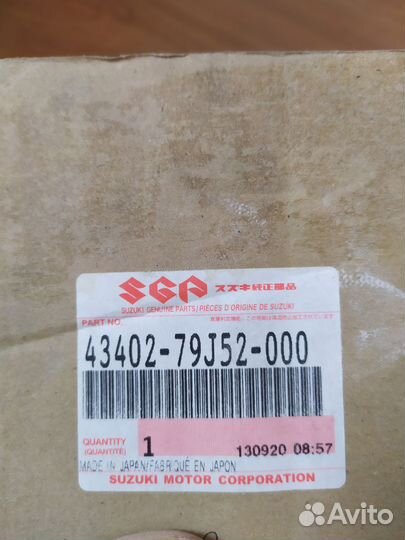 SGP スズキ純正部品
SUZUKI GENUINE PARTS/PIÈCES D'ORIGINE DE SUZUKI
PART NO.
43402-79J52-000
QUANTITY
(QUANTITÉ)
1
130920 08:57
MADE IN JAPAN/FABRIQUÉ EN JAPON
SUZUKI MOTOR CORPORATION
Avito